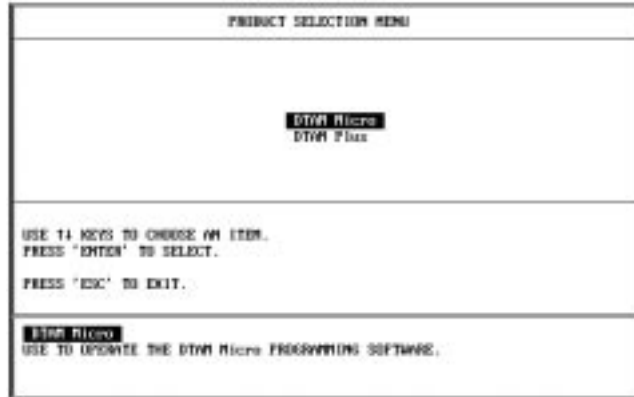 PRODUCT SELECTION MENU
DTAM Micro
DTAM Plus
USE ↑↓ KEYS TO CHOOSE AN ITEM.
PRESS 'ENTER' TO SELECT.
PRESS 'ESC' TO EXIT.
DTAM Micro
USE TO OPERATE THE DTAM Micro PROGRAMMING SOFTWARE.